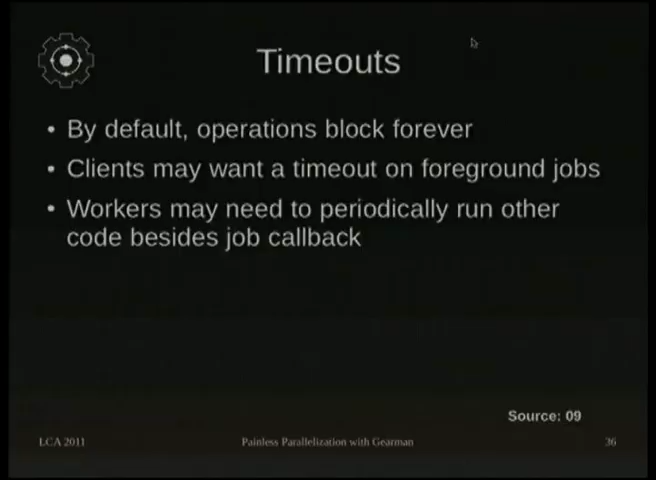 Timeouts
• By default, operations block forever
• Clients may want a timeout on foreground jobs
• Workers may need to periodically run other
code besides job callback
Source: 09
LCA 2011
Painless Parallelization with Gearman
36